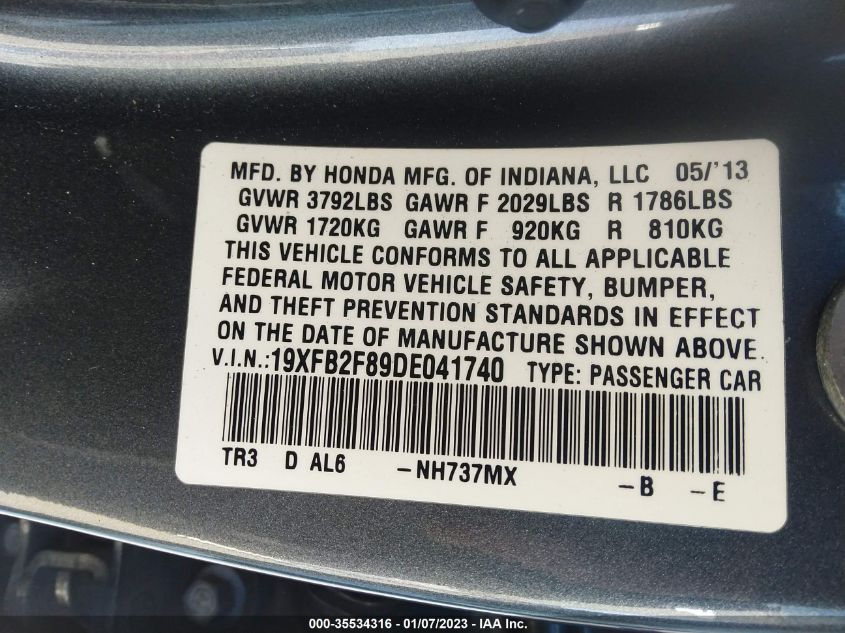 MFD. BY HONDA MFG. OF INDIANA, LLC 05/'13
GVWR 3792LBS GAWR F 2029LBS R 1786LBS
GVWR 1720KG GAWR F 920KG R 810KG
THIS VEHICLE CONFORMS TO ALL APPLICABLE
FEDERAL MOTOR VEHICLE SAFETY, BUMPER,
AND THEFT PREVENTION STANDARDS IN EFFECT
ON THE DATE OF MANUFACTURE SHOWN ABOVE.
V.I.N.:19XFB2F89DE041740 TYPE: PASSENGER CAR
TR3 D AL6 -NH737MX -B -E
000-35534316 - 01/07/2023 - IAA Inc.